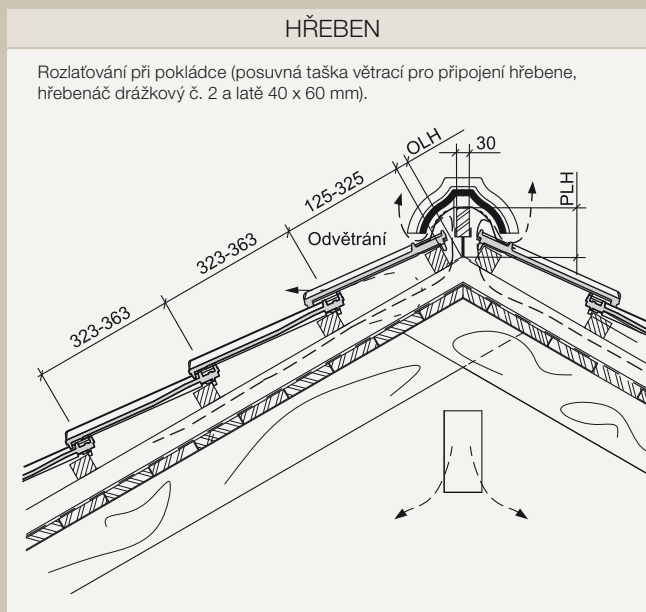 HŘEBEN
Rozlaťování při pokládce (posuvná taška větrací pro připojení hřebene,
hřebenáč drážkový č. 2 a latě 40 x 60 mm).
OLH
30
PLH
125-325
Odvětrání
323-363
323-363